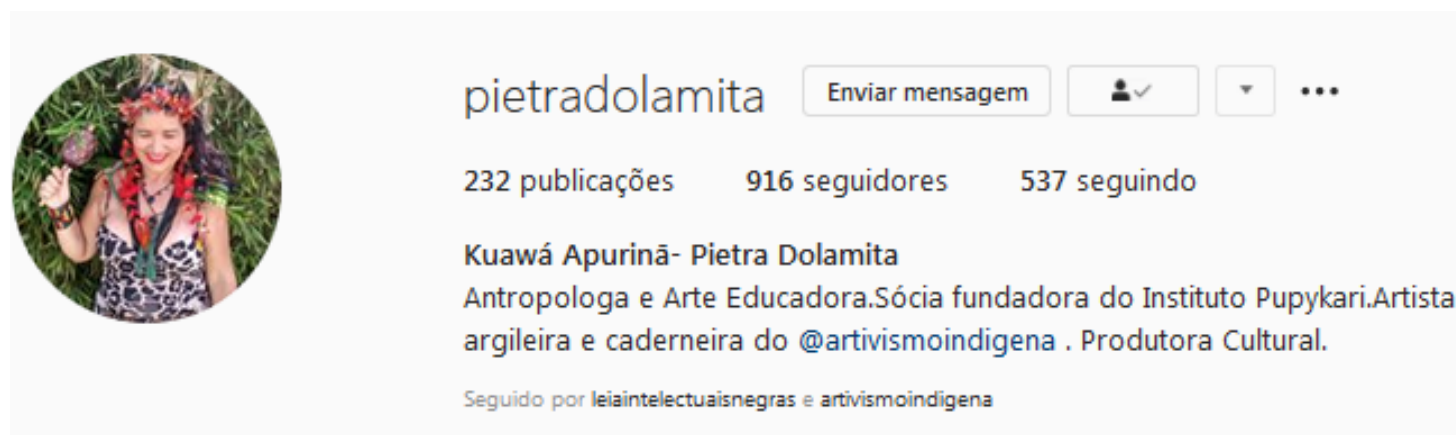 pietradolamita Enviar mensagem
232 publicações 916 seguidores 537 seguindo
Kuawá Apurinã- Pietra Dolamita
Antropologa e Arte Educadora.Sócia fundadora do Instituto Pupykari.Artista
argileira e caderneira do @artivismoindigena . Produtora Cultural.
Seguido por leiaintelectuaisnegras e artivismoindigena